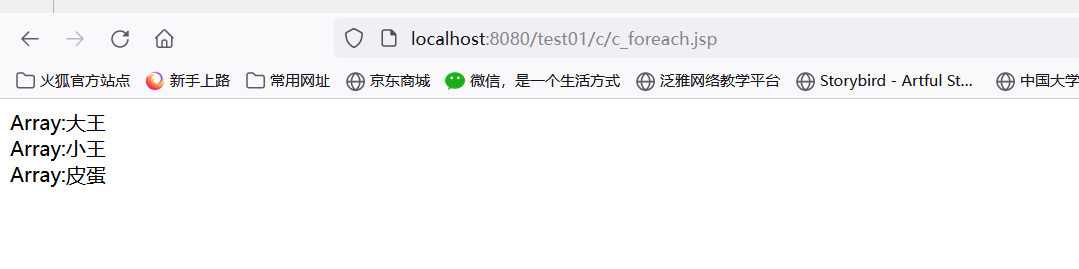 localhost:8080/test01/c/c_foreach.jsp
火狐官方站点 新手上路 常用网址 京东商城 微信，是一个生活方式 泛雅网络教学平台 Storybird - Artful St... 中国大学
Array:大王
Array:小王
Array:皮蛋